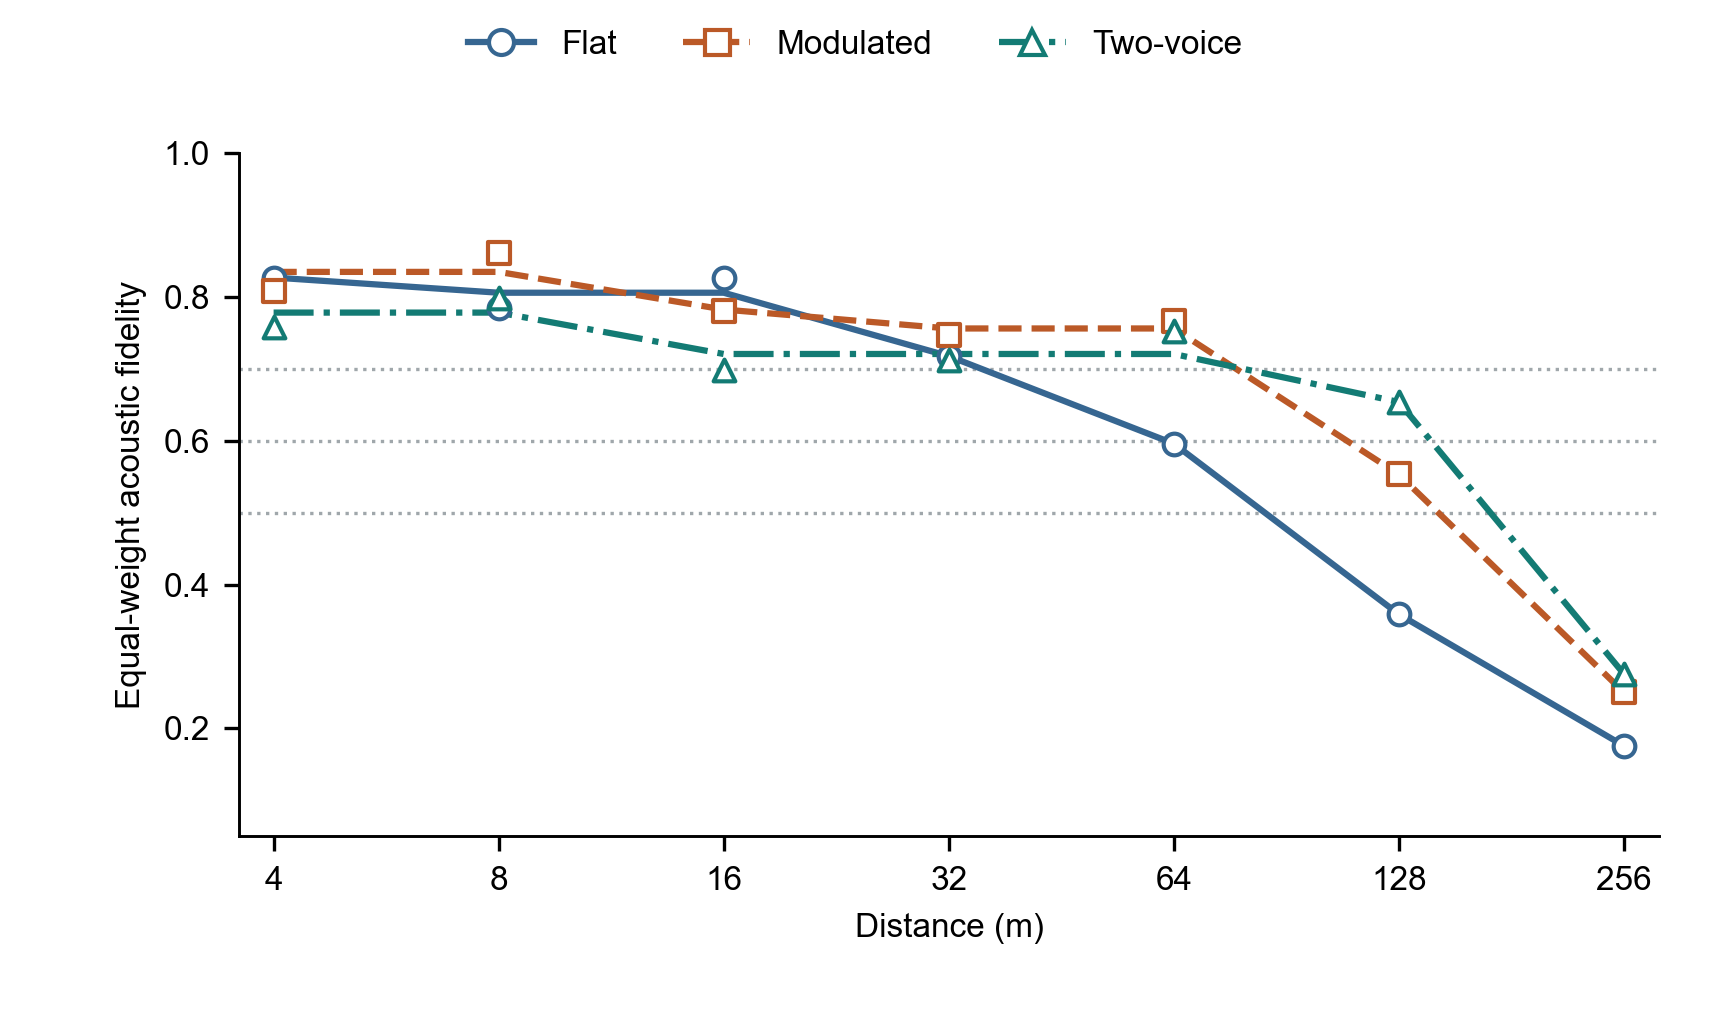 Flat Modulated Two-voice
Equal-weight acoustic fidelity
1.0
0.8
0.6
0.4
0.2
4 8 16 32 64 128 256
Distance (m)